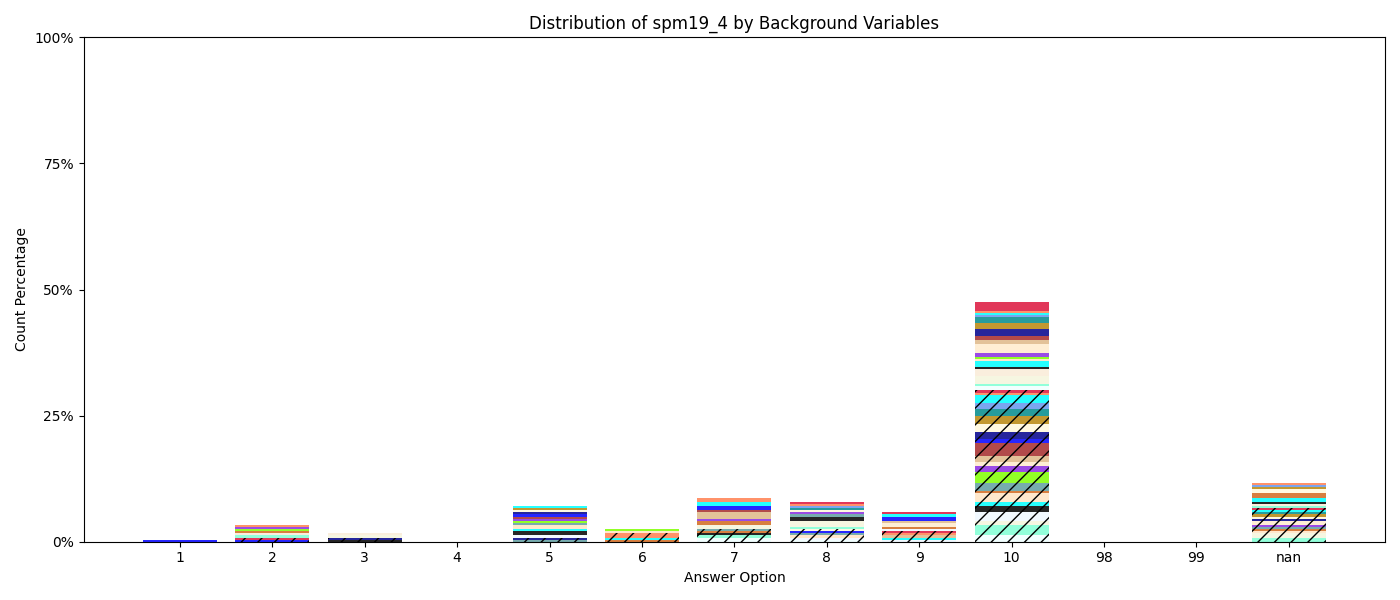 Distribution of spm19_4 by Background Variables
100%
75%
50%
25%
0%
Count Percentage
1 2 3 4 5 6 7 8 9 10 98 99 nan
Answer Option